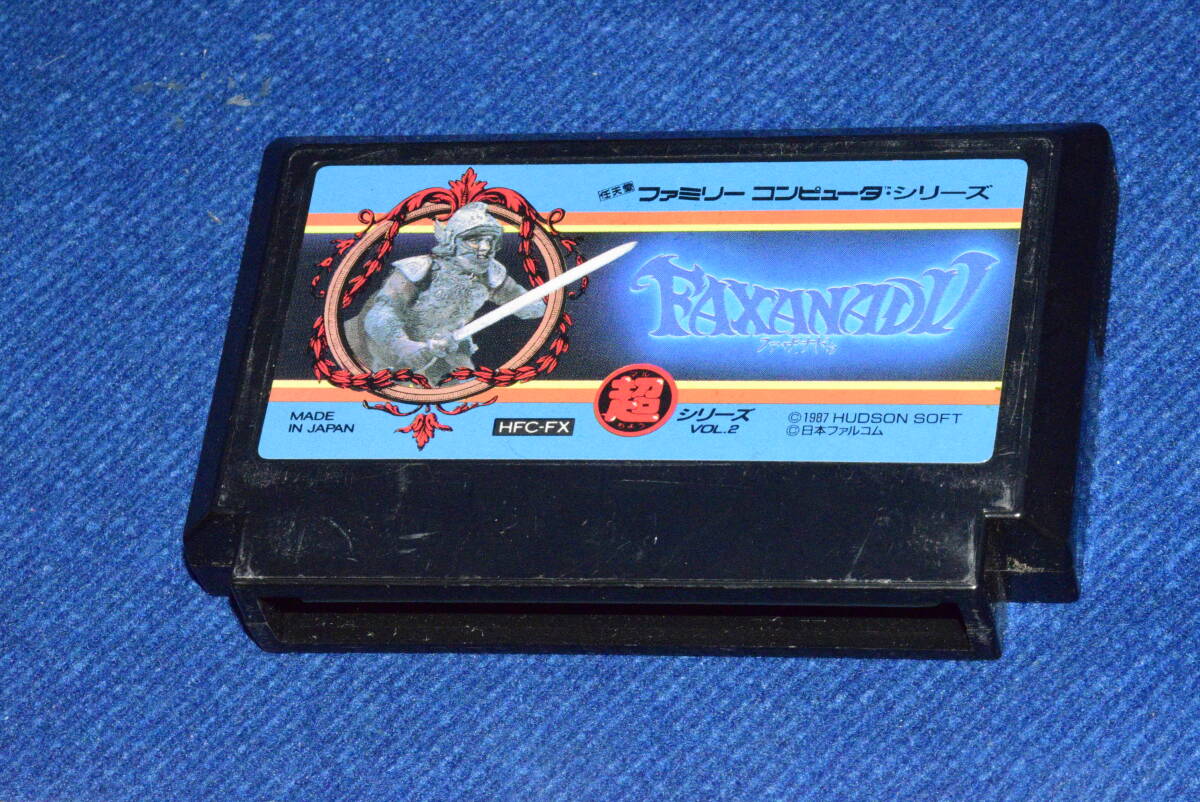 任天堂 ファミリー コンピュータ・シリーズ
FAXANADU
ファザナドゥ
MADE
IN JAPAN
HFC-FX
超
シリーズ
VOL.2
©1987 HUDSON SOFT
©日本ファルコム